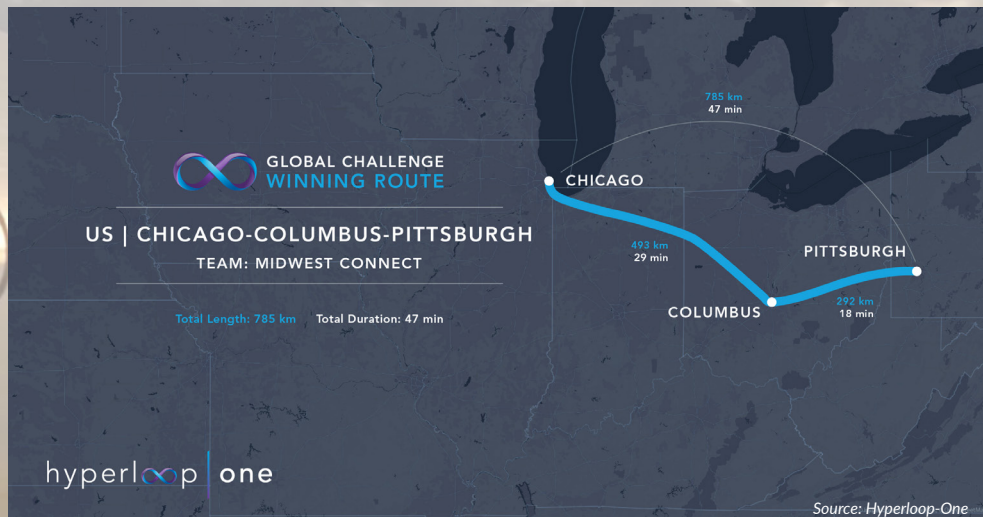 GLOBAL CHALLENGE
WINNING ROUTE
US | CHICAGO-COLUMBUS-PITTSBURGH
TEAM: MIDWEST CONNECT
Total Length: 785 km Total Duration: 47 min
785 km
47 min
CHICAGO
493 km
29 min
PITTSBURGH
COLUMBUS
292 km
18 min
hyperloop | one
Source: Hyperloop-One